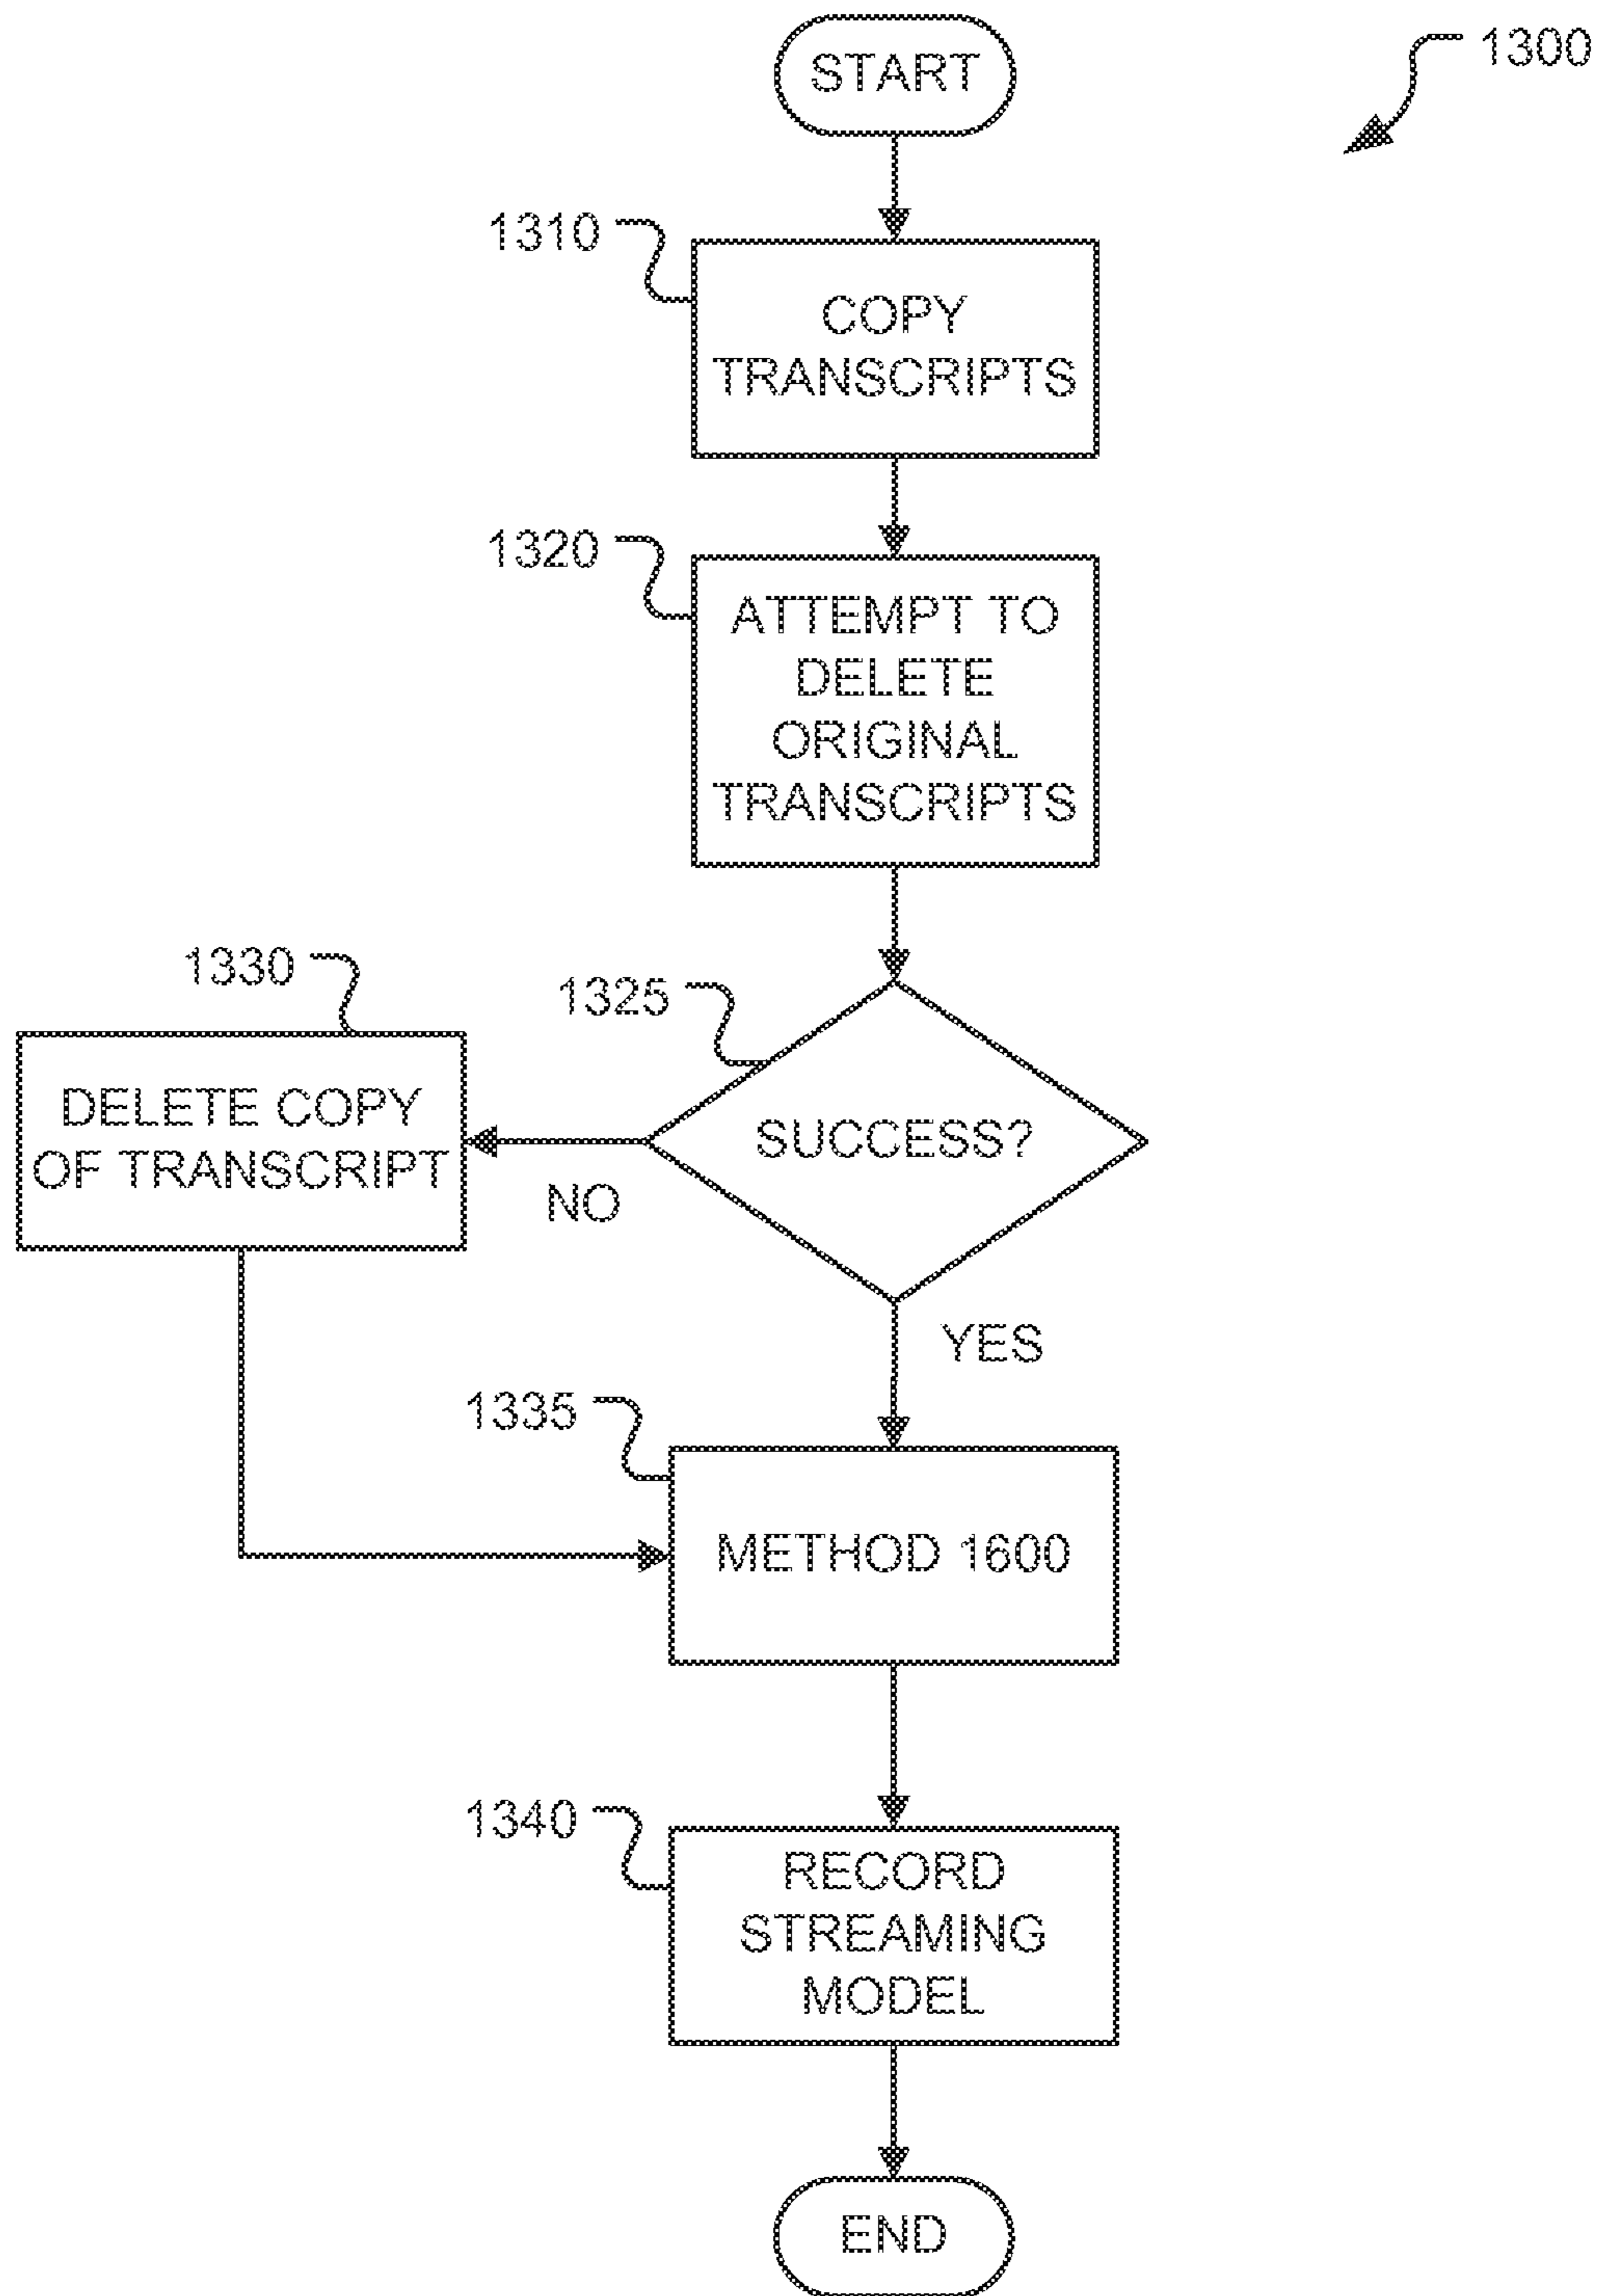 START
1300
1310
COPY
TRANSCRIPTS
1320
ATTEMPT TO
DELETE
ORIGINAL
TRANSCRIPTS
1330
1325
DELETE COPY
OF TRANSCRIPT
SUCCESS?
NO
YES
1335
METHOD 1600
1340
RECORD
STREAMING
MODEL
END